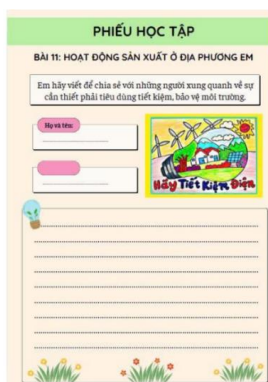 PHIẾU HỌC TẬP
BÀI 11: HOẠT ĐỘNG SẢN XUẤT Ở ĐỊA PHƯƠNG EM
Em hãy viết để chia sẻ với những người xung quanh về sự
cần thiết phải tiêu dùng tiết kiệm, bảo vệ môi trường.
Họ và tên:
Hãy Tiết Kiệm Điện